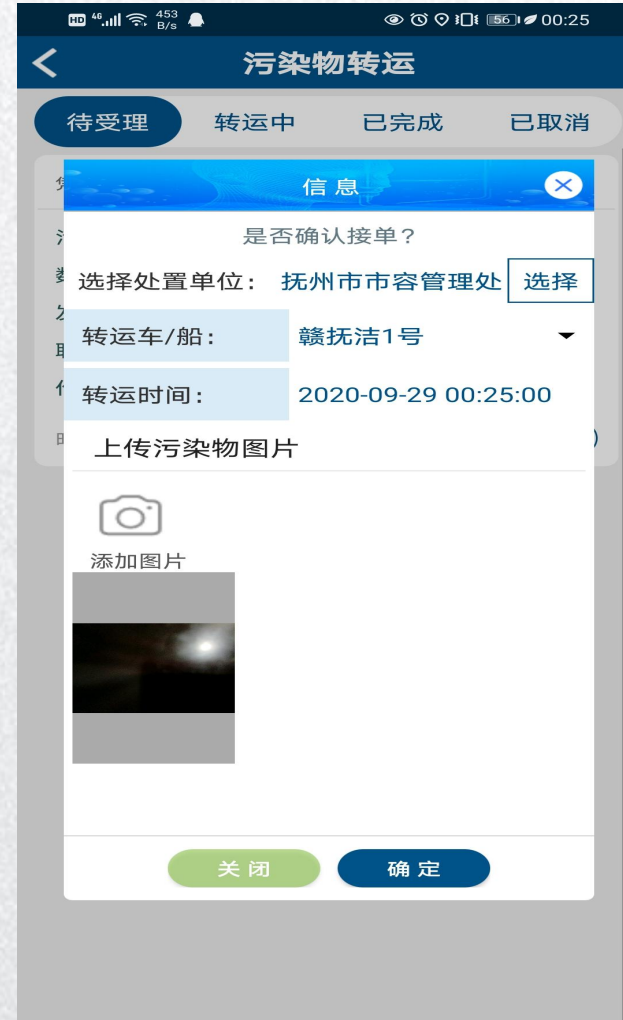 HD 4G 453 B/s 56 00:25
污染物转运
待受理 转运中 已完成 已取消
信息
是否确认接单？
选择处置单位： 抚州市市容管理处 选择
转运车/船： 赣抚洁1号
转运时间： 2020-09-29 00:25:00
上传污染物图片
添加图片
关闭 确定